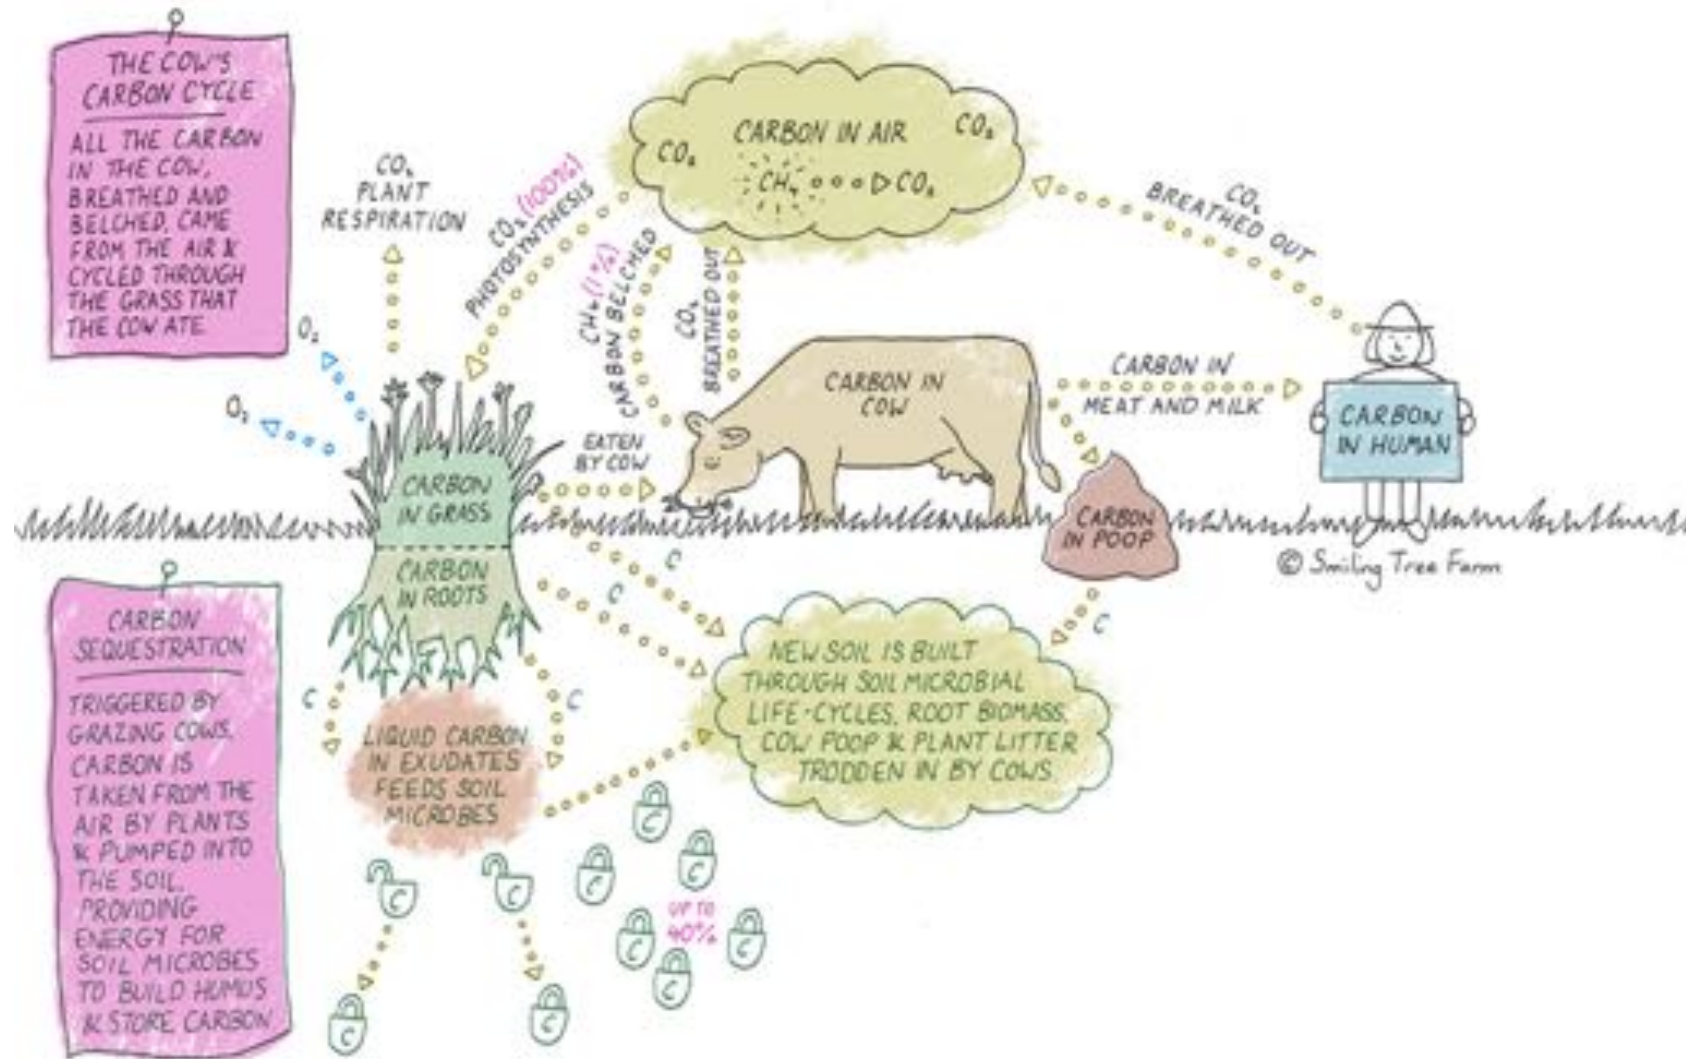 THE COW'S
CARBON CYCLE
ALL THE CARBON
IN THE COW,
BREATHED AND
BELCHED, CAME
FROM THE AIR &
CYCLED THROUGH
THE GRASS THAT
THE COW ATE
CO₂
PLANT
RESPIRATION
CO₂ (100%)
PHOTOSYNTHESIS
CARBON IN AIR
CO₂
CO₂
CH₄
CO₂
CH₄ (1%)
CARBON BELCHED
CO₂
BREATHED OUT
CO₂
BREATHED OUT
O₂
O₂
EATEN
BY COW
CARBON IN
COW
CARBON IN
MEAT AND MILK
CARBON
IN HUMAN
CARBON
IN GRASS
CARBON
IN ROOTS
CARBON
IN POOP
© Smiling Tree Farm
C
C
C
C
C
CARBON
SEQUESTRATION
TRIGGERED BY
GRAZING COWS,
CARBON IS
TAKEN FROM THE
AIR BY PLANTS
& PUMPED INTO
THE SOIL,
PROVIDING
ENERGY FOR
SOIL MICROBES
TO BUILD HUMUS
& STORE CARBON
LIQUID CARBON
IN EXUDATES
FEEDS SOIL
MICROBES
NEW SOIL IS BUILT
THROUGH SOIL MICROBIAL
LIFE-CYCLES, ROOT BIOMASS,
COW POOP & PLANT LITTER
TRODDEN IN BY COWS.
C
C
C
C
C
UP TO
40%
C
C
C
C
C